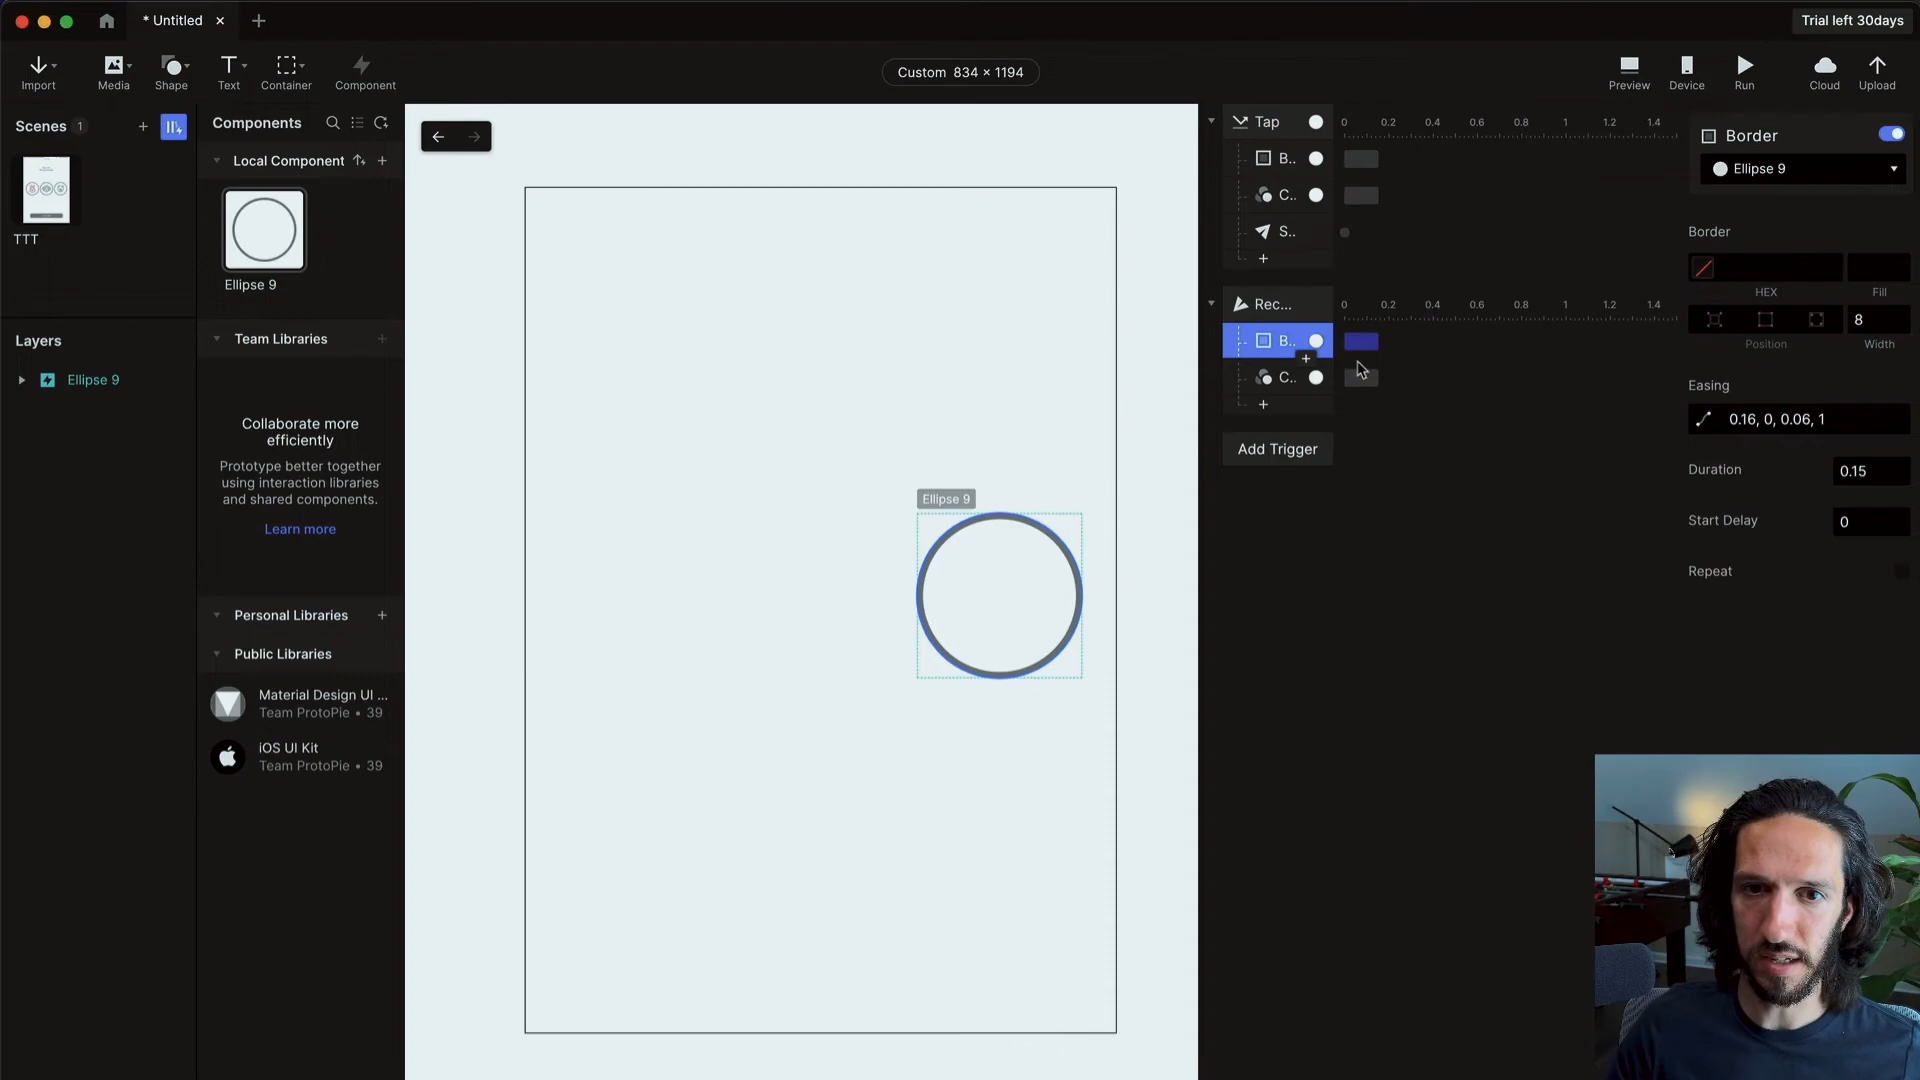 * Untitled
Trial left 30days
Import
Media
Shape
Text
Container
Component
Custom 834 × 1194
Preview
Device
Run
Cloud
Upload
Scenes 1
TTT
Layers
Ellipse 9
Components
Local Component
Ellipse 9
Team Libraries
Collaborate more
efficiently
Prototype better together
using interaction libraries
and shared components.
Learn more
Personal Libraries
Public Libraries
Material Design UI ...
Team ProtoPie • 39
iOS UI Kit
Team ProtoPie • 39
Ellipse 9
Tap
0 0.2 0.4 0.6 0.8 1 1.2 1.4
B..
C..
S..
Rec...
0 0.2 0.4 0.6 0.8 1 1.2 1.4
B..
C..
Add Trigger
Border
Ellipse 9
Border
HEX
Fill
8
Position
Width
Easing
0.16, 0, 0.06, 1
Duration
0.15
Start Delay
0
Repeat